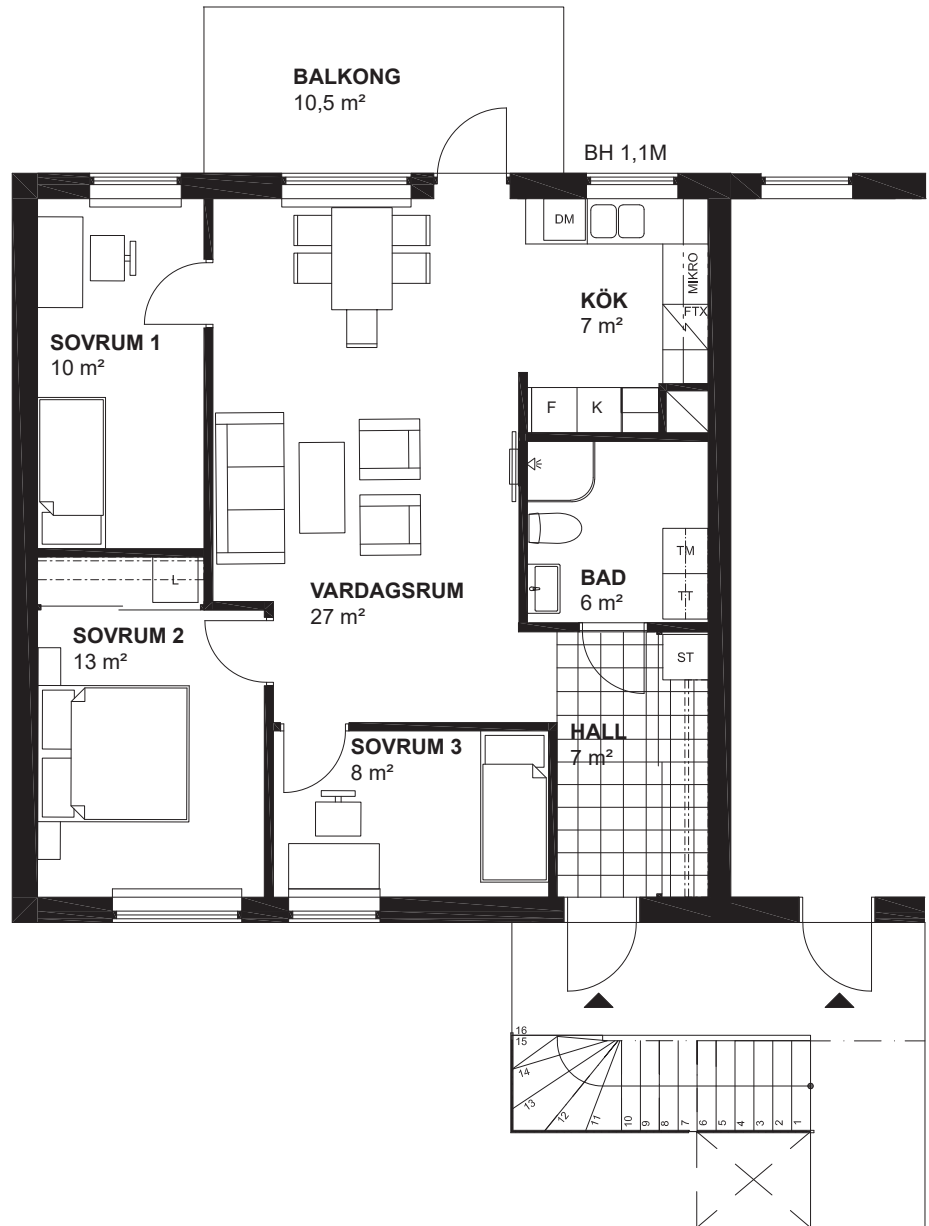 BALKONG
10,5 m²
BH 1,1M
DM
MIKRO
KÖK
7 m²
FTX
SOVRUM 1
10 m²
F K
TM
L
VARDAGSRUM
27 m²
BAD
6 m²
TT
SOVRUM 2
13 m²
ST
SOVRUM 3
8 m²
HALL
7 m²
16
15
14
13
12
11
10
9
8
7
6
5
4
3
2
1